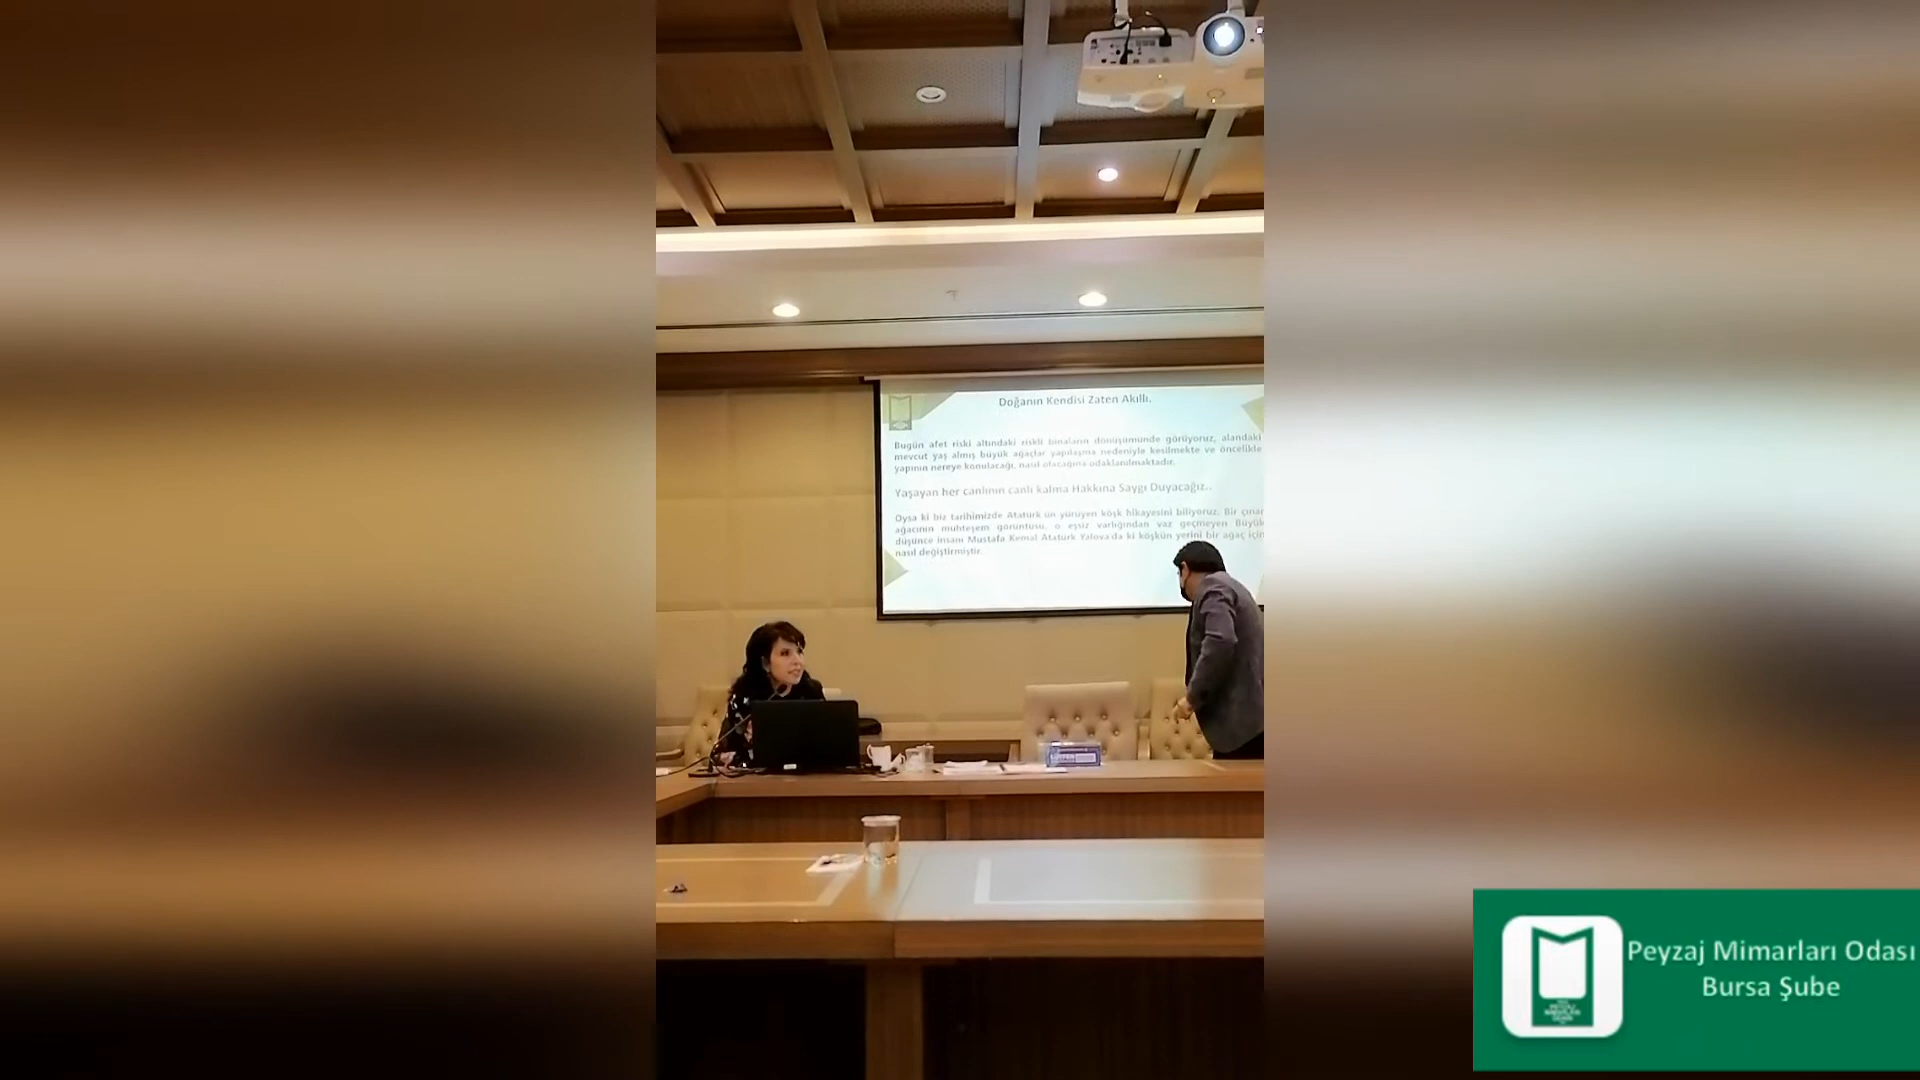 Doğanın Kendisi Zaten Akıllı.
Bugün afet riski altındaki riskli binaların dönüşümünde görüyoruz, alandaki
mevcut yaş almış büyük ağaçlar yapılaşma nedeniyle kesilmekte ve öncelikle
yapının nereye konulacağı, nasıl olacağına odaklanılmaktadır.
Yaşayan her canlının canlı kalma Hakkına Saygı Duyacağız..
Oysa ki biz tarihimizde Atatürk'ün yürüyen köşk hikayesini biliyoruz. Bir çınar
ağacının muhteşem görüntüsü, o eşsiz varlığından vaz geçmeyen Büyük
düşünce insanı Mustafa Kemal Atatürk Yalova'da ki köşkün yerini bir ağaç için
nasıl değiştirmiştir.
Peyzaj Mimarları Odası
Bursa Şube